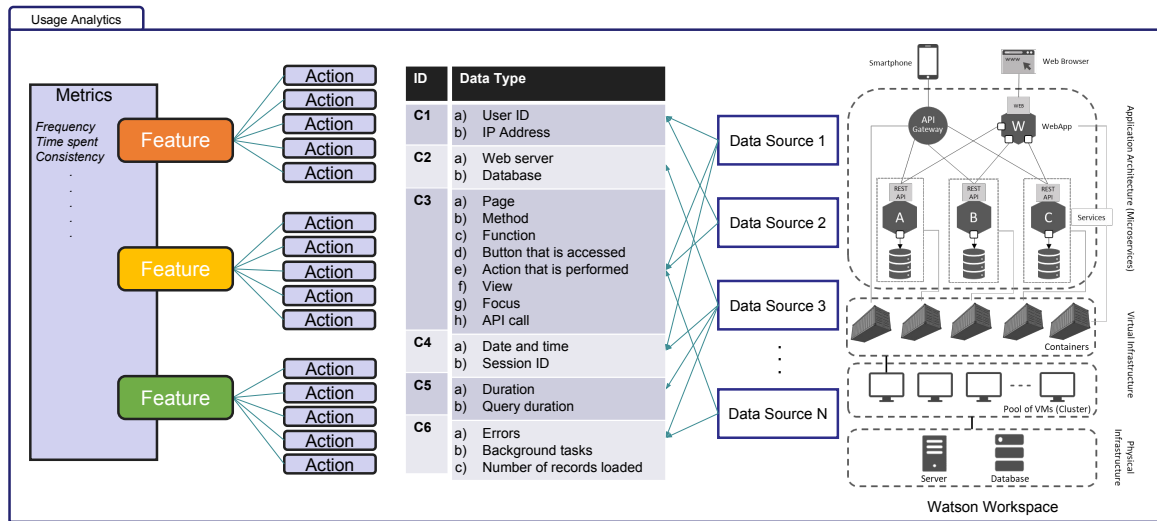 Usage Analytics
Metrics
Frequency
Time spent
Consistency
.
.
.
.
.
Feature
Action
Action
Action
Action
Action
Feature
Action
Action
Action
Action
Action
Feature
Action
Action
Action
Action
Action
ID Data Type
C1
a) User ID
b) IP Address
C2
a) Web server
b) Database
C3
a) Page
b) Method
c) Function
d) Button that is accessed
e) Action that is performed
f) View
g) Focus
h) API call
C4
a) Date and time
b) Session ID
C5
a) Duration
b) Query duration
C6
a) Errors
b) Background tasks
c) Number of records loaded
Data Source 1
Data Source 2
Data Source 3
.
.
.
Data Source N
Smartphone
WWW
Web Browser
API
Gateway
WEB
W
WebApp
REST
API
A
REST
API
B
REST
API
C
Services
Application Architecture (Microservices)
Containers
Virtual Infrastructure
Pool of VMs (Cluster)
Server
Database
Physical
Infrastructure
Watson Workspace